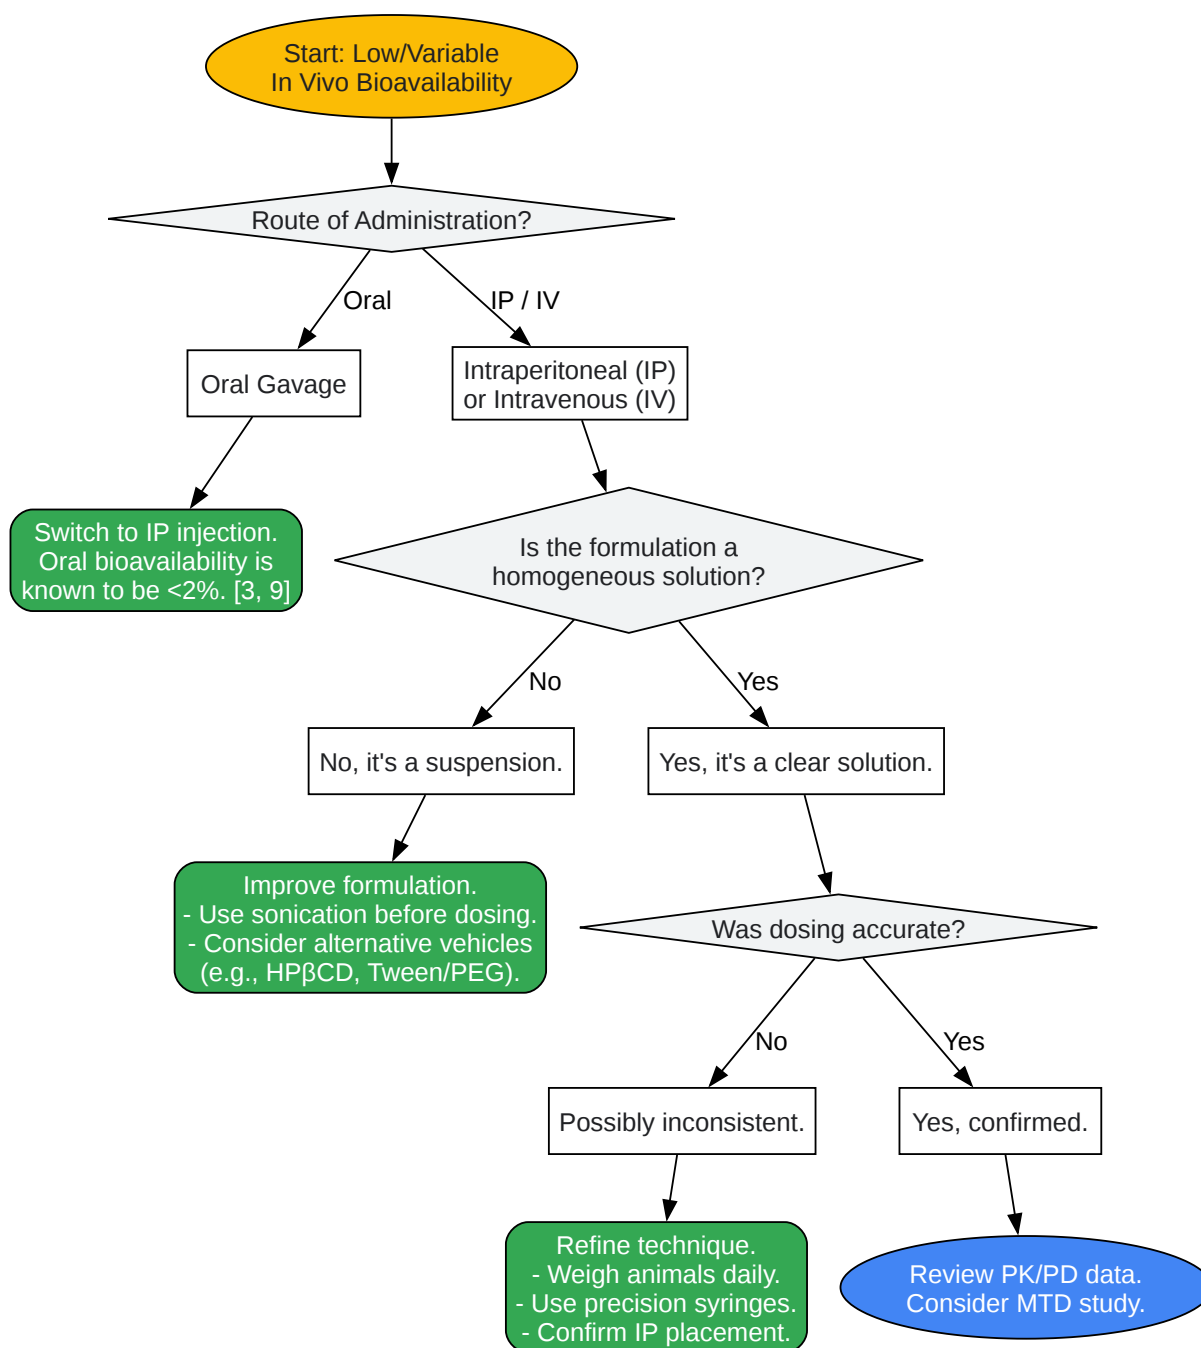 Start: Low/Variable
In Vivo Bioavailability
Route of Administration?
Oral
IP / IV
Oral Gavage
Intraperitoneal (IP)
or Intravenous (IV)
Switch to IP injection.
Oral bioavailability is
known to be <2%. [3, 9]
Is the formulation a
homogeneous solution?
No
Yes
No, it's a suspension.
Yes, it's a clear solution.
Improve formulation.
- Use sonication before dosing.
- Consider alternative vehicles
(e.g., HPβCD, Tween/PEG).
Was dosing accurate?
No
Yes
Possibly inconsistent.
Yes, confirmed.
Refine technique.
- Weigh animals daily.
- Use precision syringes.
- Confirm IP placement.
Review PK/PD data.
Consider MTD study.